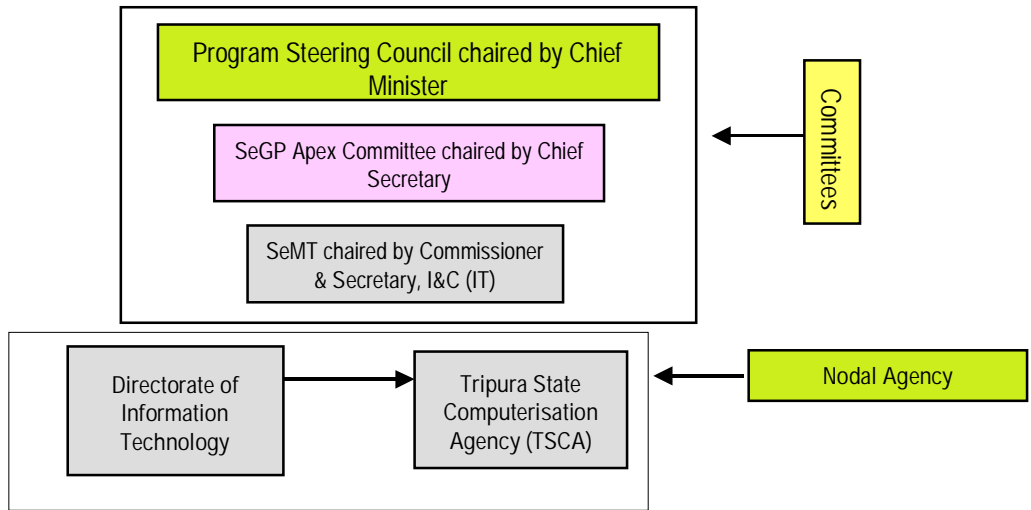 Program Steering Council chaired by Chief
Minister
SeGP Apex Committee chaired by Chief
Secretary
SeMT chaired by Commissioner
& Secretary, I&C (IT)
Committees
Directorate of
Information
Technology
Tripura State
Computerisation
Agency (TSCA)
Nodal Agency